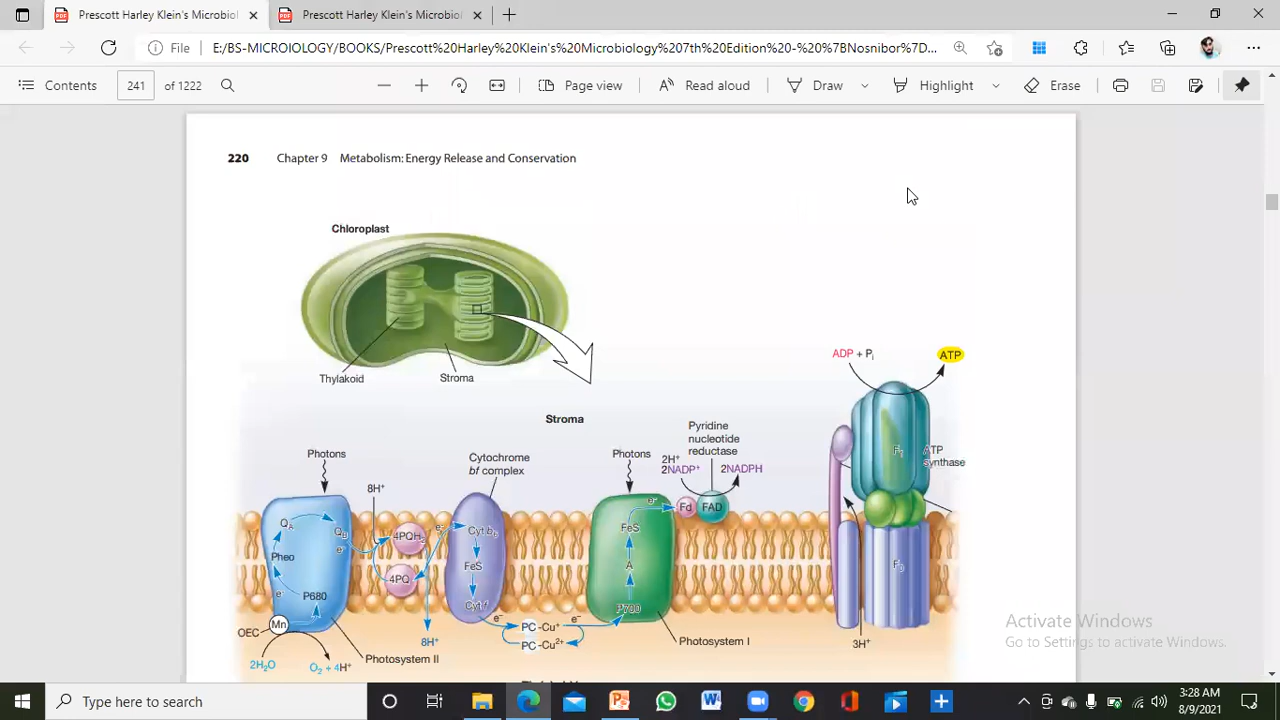 Prescott Harley Klein's Microbiol
Prescott Harley Klein's Microbiol
File
E:/BS-MICROIOLOGY/BOOKS/Prescott%20Harley%20Klein's%20Microbiology%207th%20Edition%20-%20%7BNosnibor%7D...
Contents
241
of 1222
Page view
Read aloud
Draw
Highlight
Erase
220 Chapter 9 Metabolism: Energy Release and Conservation
Chloroplast
Thylakoid
Stroma
Stroma
ADP + Pi
ATP
F1
ATP
synthase
F0
3H+
Photons
8H+
Cytochrome
bf complex
Photons
Pyridine
nucleotide
reductase
2H+
2NADP+
2NADPH
QA
QB
e-
Pheo
e-
P680
Mn
OEC
2H2O
O2 + 4H+
Photosystem II
4PQH2
4PQ
8H+
e-
Cyt b6
FeS
Cyt f
e-
PC-Cu+
PC-Cu2+
e-
e-
FeS
A
P700
Fd
FAD
Photosystem I
Activate Windows
Go to Settings to activate Windows.
Type here to search
3:28 AM
8/9/2021